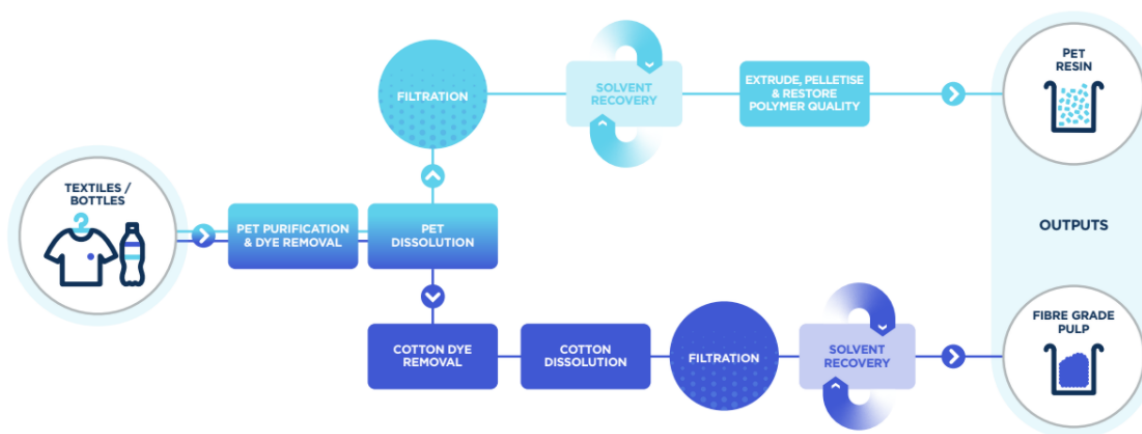 TEXTILES /
BOTTLES
PET PURIFICATION
& DYE REMOVAL
PET
DISSOLUTION
FILTRATION
SOLVENT
RECOVERY
EXTRUDE, PELLETISE
& RESTORE
POLYMER QUALITY
PET
RESIN
OUTPUTS
COTTON DYE
REMOVAL
COTTON
DISSOLUTION
FILTRATION
SOLVENT
RECOVERY
FIBRE GRADE
PULP